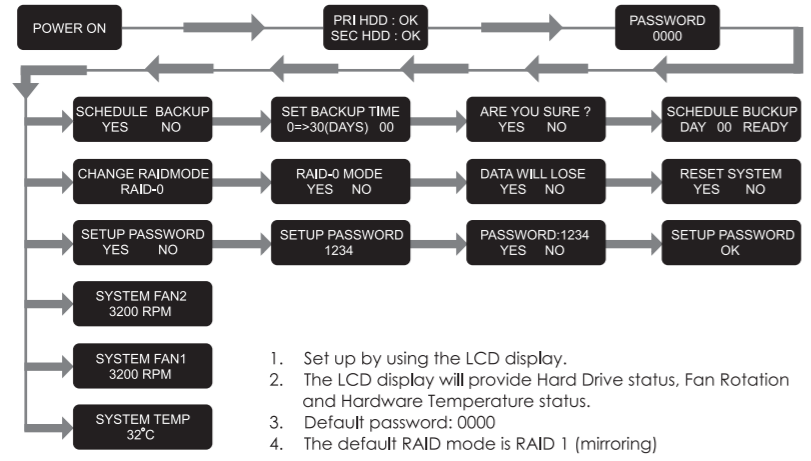 POWER ON
PRI HDD : OK
SEC HDD : OK
PASSWORD
0000
SCHEDULE BACKUP
YES NO
SET BACKUP TIME
0=>30(DAYS) 00
ARE YOU SURE ?
YES NO
SCHEDULE BUCKUP
DAY 00 READY
CHANGE RAIDMODE
RAID-0
RAID-0 MODE
YES NO
DATA WILL LOSE
YES NO
RESET SYSTEM
YES NO
SETUP PASSWORD
YES NO
SETUP PASSWORD
1234
PASSWORD:1234
YES NO
SETUP PASSWORD
OK
SYSTEM FAN2
3200 RPM
SYSTEM FAN1
3200 RPM
SYSTEM TEMP
32°C
1. Set up by using the LCD display.
2. The LCD display will provide Hard Drive status, Fan Rotation
and Hardware Temperature status.
3. Default password: 0000
4. The default RAID mode is RAID 1 (mirroring)